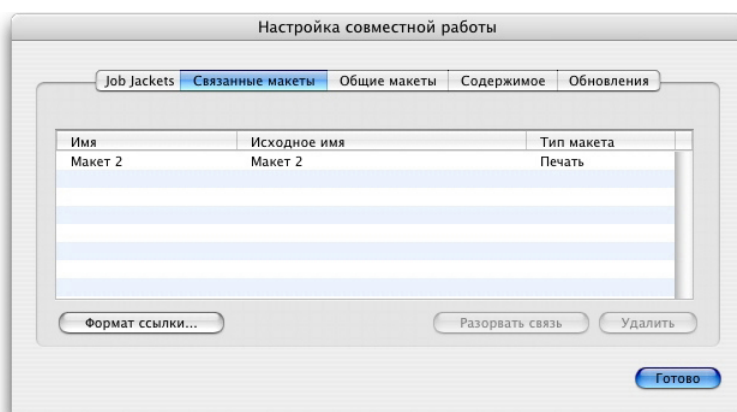 Настройка совместной работы
Job Jackets Связанные макеты Общие макеты Содержимое Обновления
Имя Исходное имя Тип макета
Макет 2 Макет 2 Печать
Формат ссылки... Разорвать связь Удалить
Готово